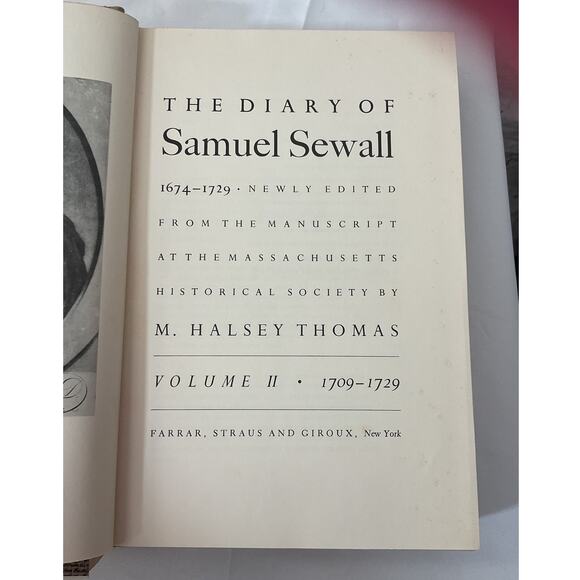 THE DIARY OF
Samuel Sewall
1674–1729 · NEWLY EDITED
FROM THE MANUSCRIPT
AT THE MASSACHUSETTS
HISTORICAL SOCIETY BY
M. HALSEY THOMAS
VOLUME II · 1709–1729
FARRAR, STRAUS AND GIROUX, New York